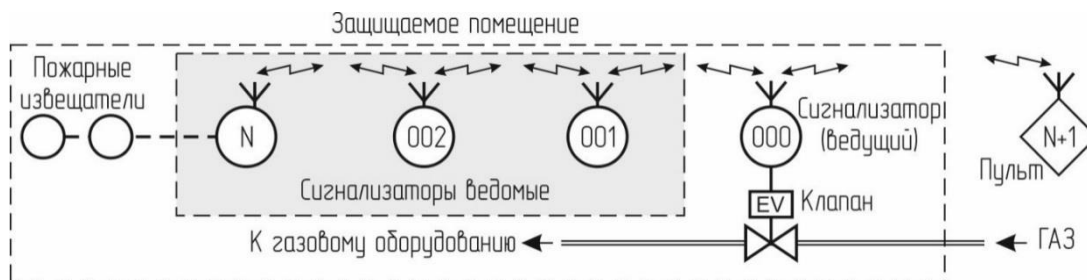 Защищаемое помещение
Пожарные
извещатели
N
002
001
000
Сигнализатор
(ведущий)
N+1
Пульт
Сигнализаторы ведомые
EV
Клапан
К газовому оборудованию
ГАЗ